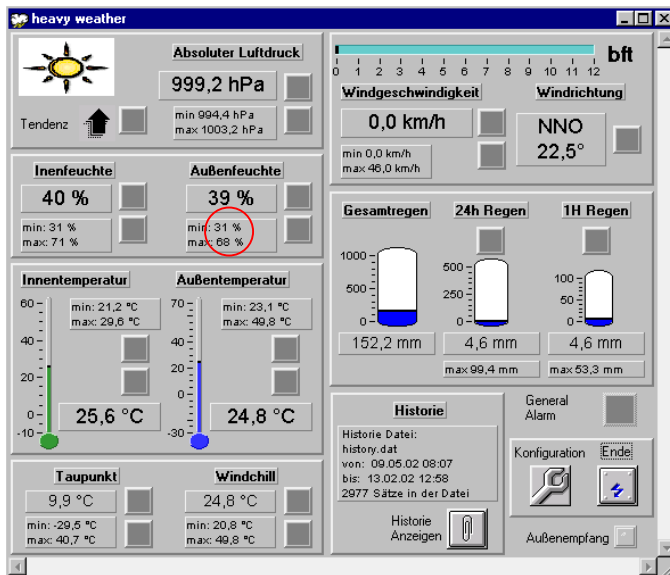 heavy weather
Absoluter Luftdruck
999,2 hPa
Tendenz
min 994,4 hPa
max 1003,2 hPa
bft
0 1 2 3 4 5 6 7 8 9 10 11 12
Windgeschwindigkeit
Windrichtung
0,0 km/h
NNO
22,5°
min 0,0 km/h
max 46,0 km/h
Inenfeuchte
Außenfeuchte
40 %
39 %
min: 31 %
max: 71 %
min: 31 %
max: 68 %
Gesamtregen
24h Regen
1H Regen
1000
500
0
500
250
0
100
50
0
152,2 mm
4,6 mm
4,6 mm
max 99,4 mm
max 53,3 mm
Innentemperatur
Außentemperatur
60
40
20
0
-10
min: 21,2 °C
max: 29,6 °C
25,6 °C
70
40
20
0
-30
min: 23,1 °C
max: 49,8 °C
24,8 °C
Taupunkt
Windchill
9,9 °C
24,8 °C
min: -29,5 °C
max: 40,7 °C
min: 20,8 °C
max: 49,8 °C
Historie
Historie Datei:
history.dat
von: 09.05.02 08:07
bis: 13.02.02 12:58
2977 Sätze in der Datei
Historie
Anzeigen
General
Alarm
Konfiguration
Ende
Außenempfang